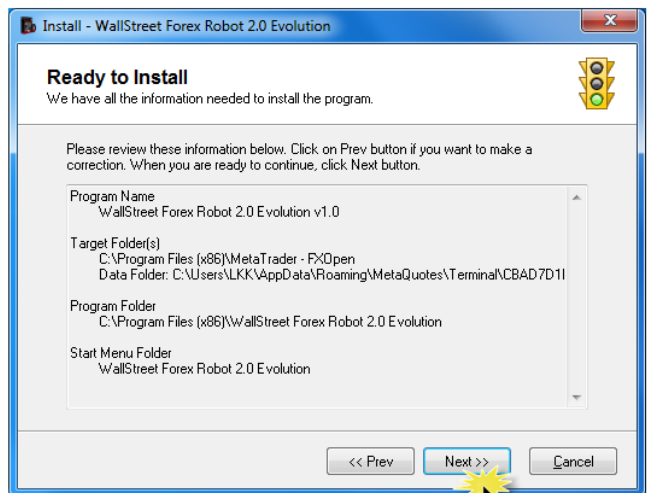 Install - WallStreet Forex Robot 2.0 Evolution
Ready to Install
We have all the information needed to install the program.
Please review these information below. Click on Prev button if you want to make a
correction. When you are ready to continue, click Next button.
Program Name
WallStreet Forex Robot 2.0 Evolution v1.0
Target Folder(s)
C:\Program Files (x86)\MetaTrader - FXOpen
Data Folder: C:\Users\LKK\AppData\Roaming\MetaQuotes\Terminal\CBAD7D1I
Program Folder
C:\Program Files (x86)\WallStreet Forex Robot 2.0 Evolution
Start Menu Folder
WallStreet Forex Robot 2.0 Evolution
<< Prev
Next >>
Cancel